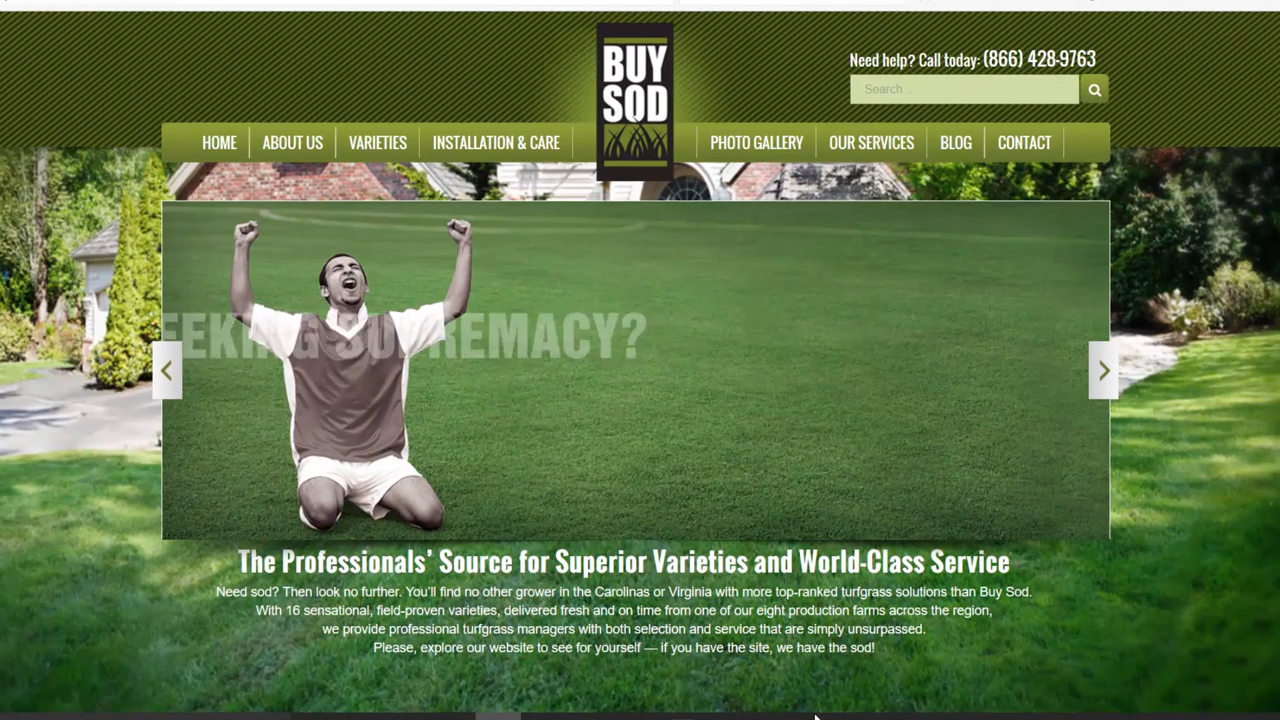 BUY
SOD
Need help? Call today: (866) 428-9763
Search ..
HOME ABOUT US VARIETIES INSTALLATION & CARE PHOTO GALLERY OUR SERVICES BLOG CONTACT
EEKING SUPREMACY?
The Professionals’ Source for Superior Varieties and World-Class Service
Need sod? Then look no further. You’ll find no other grower in the Carolinas or Virginia with more top-ranked turfgrass solutions than Buy Sod.
With 16 sensational, field-proven varieties, delivered fresh and on time from one of our eight production farms across the region,
we provide professional turfgrass managers with both selection and service that are simply unsurpassed.
Please, explore our website to see for yourself — if you have the site, we have the sod!